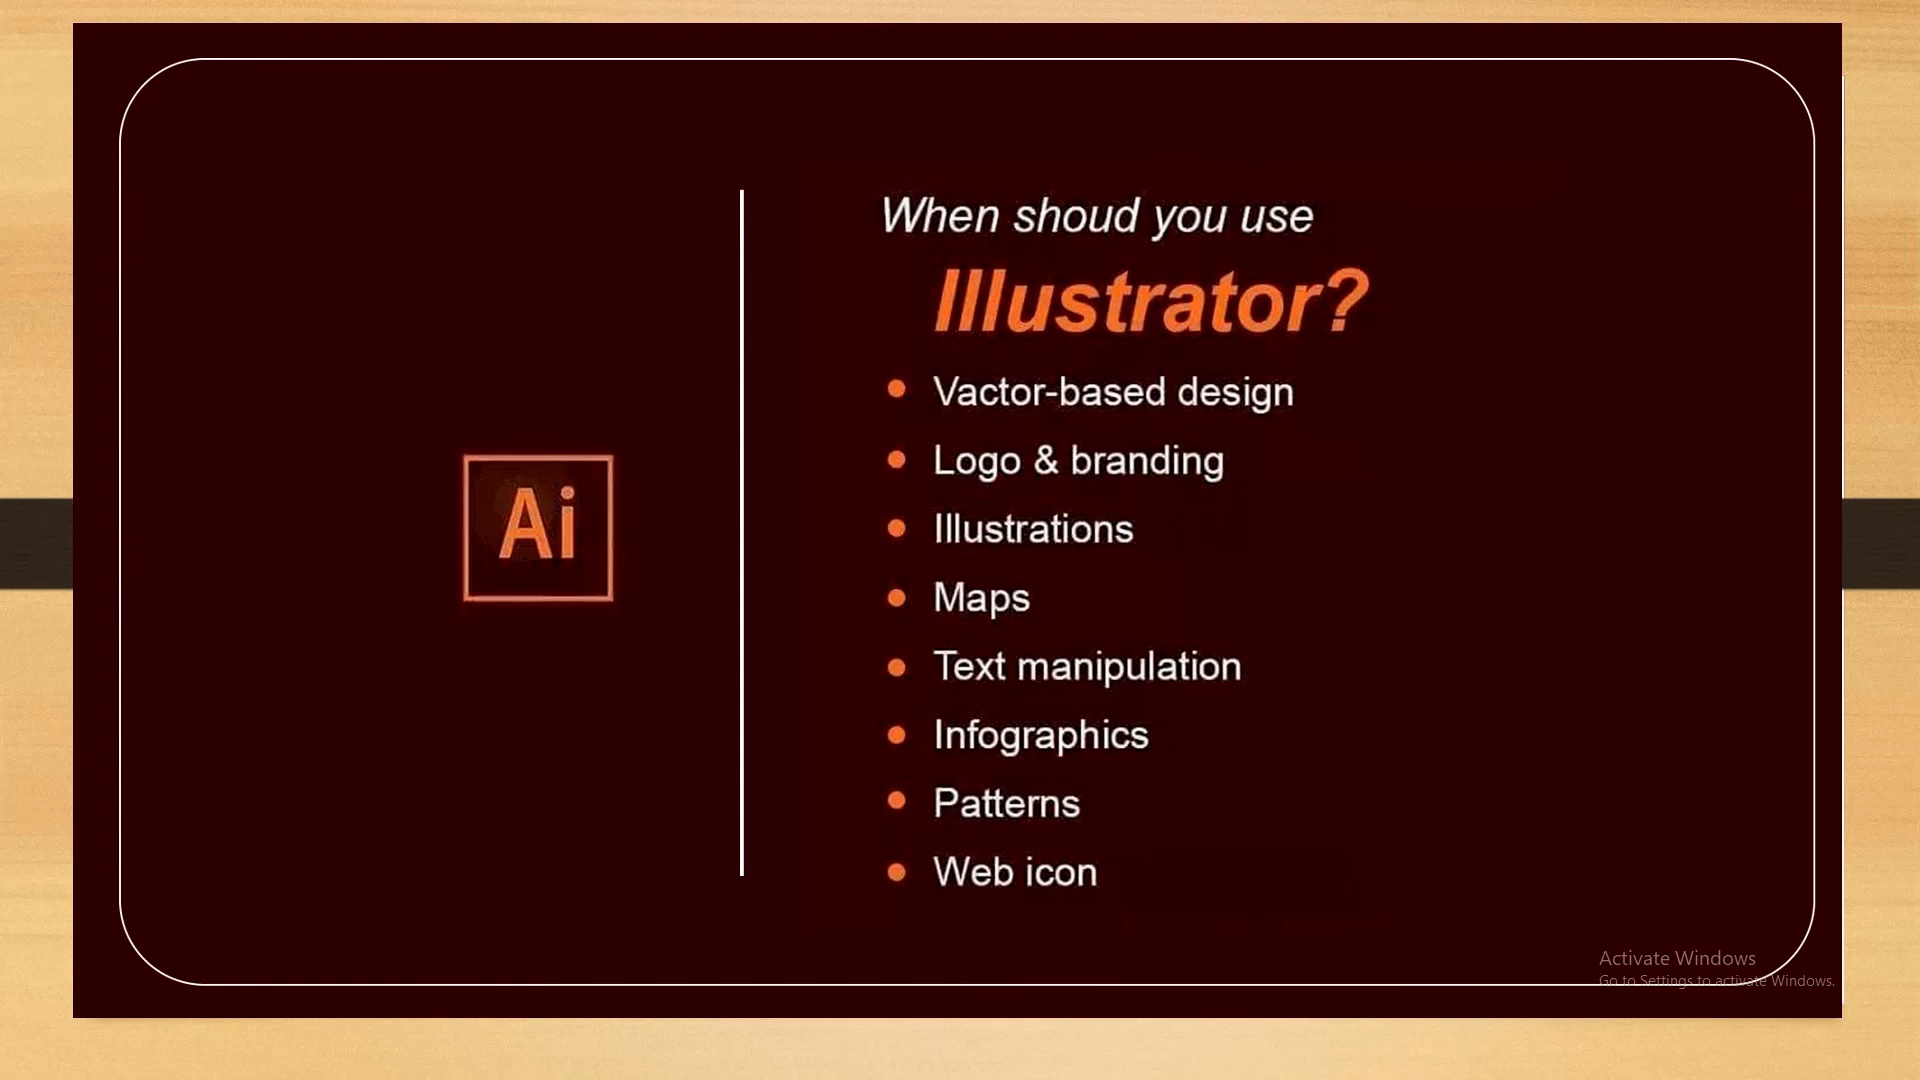 When shoud you use
Illustrator?
Vactor-based design
Logo & branding
Illustrations
Maps
Text manipulation
Infographics
Patterns
Web icon
Ai
Activate Windows
Go to Settings to activate Windows.